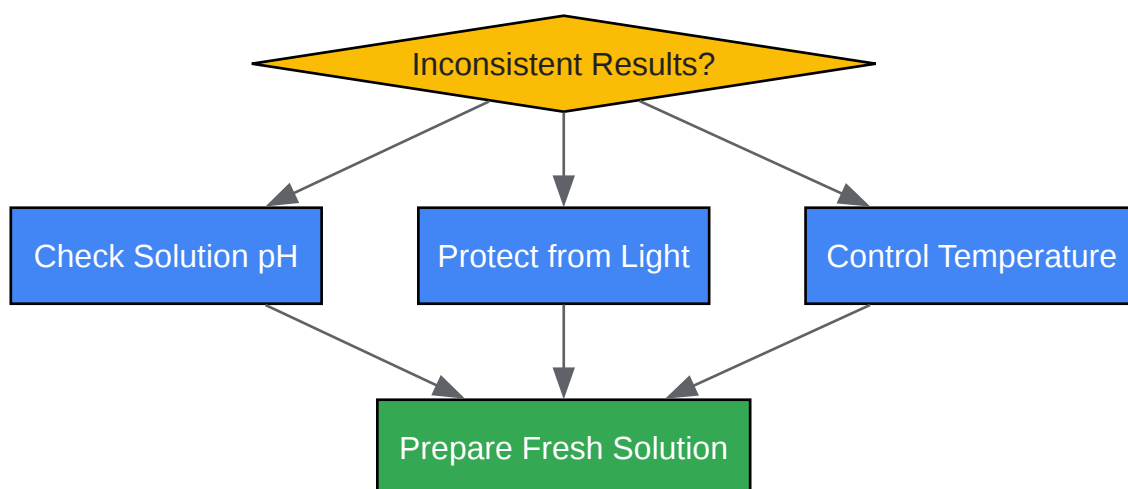 Inconsistent Results?
Check Solution pH
Protect from Light
Control Temperature
Prepare Fresh Solution